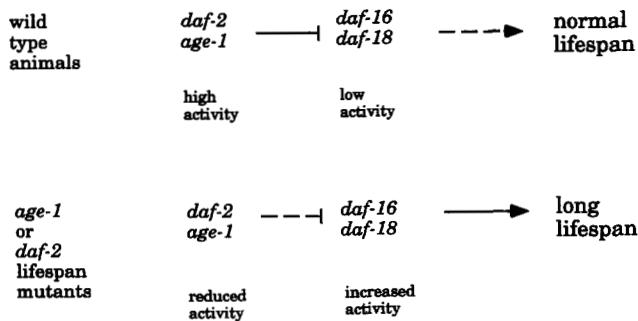 wild
type
animals
daf-2
age-1
daf-16
daf-18
normal
lifespan
high
activity
low
activity
age-1
or
daf-2
lifespan
mutants
daf-2
age-1
daf-16
daf-18
long
lifespan
reduced
activity
increased
activity